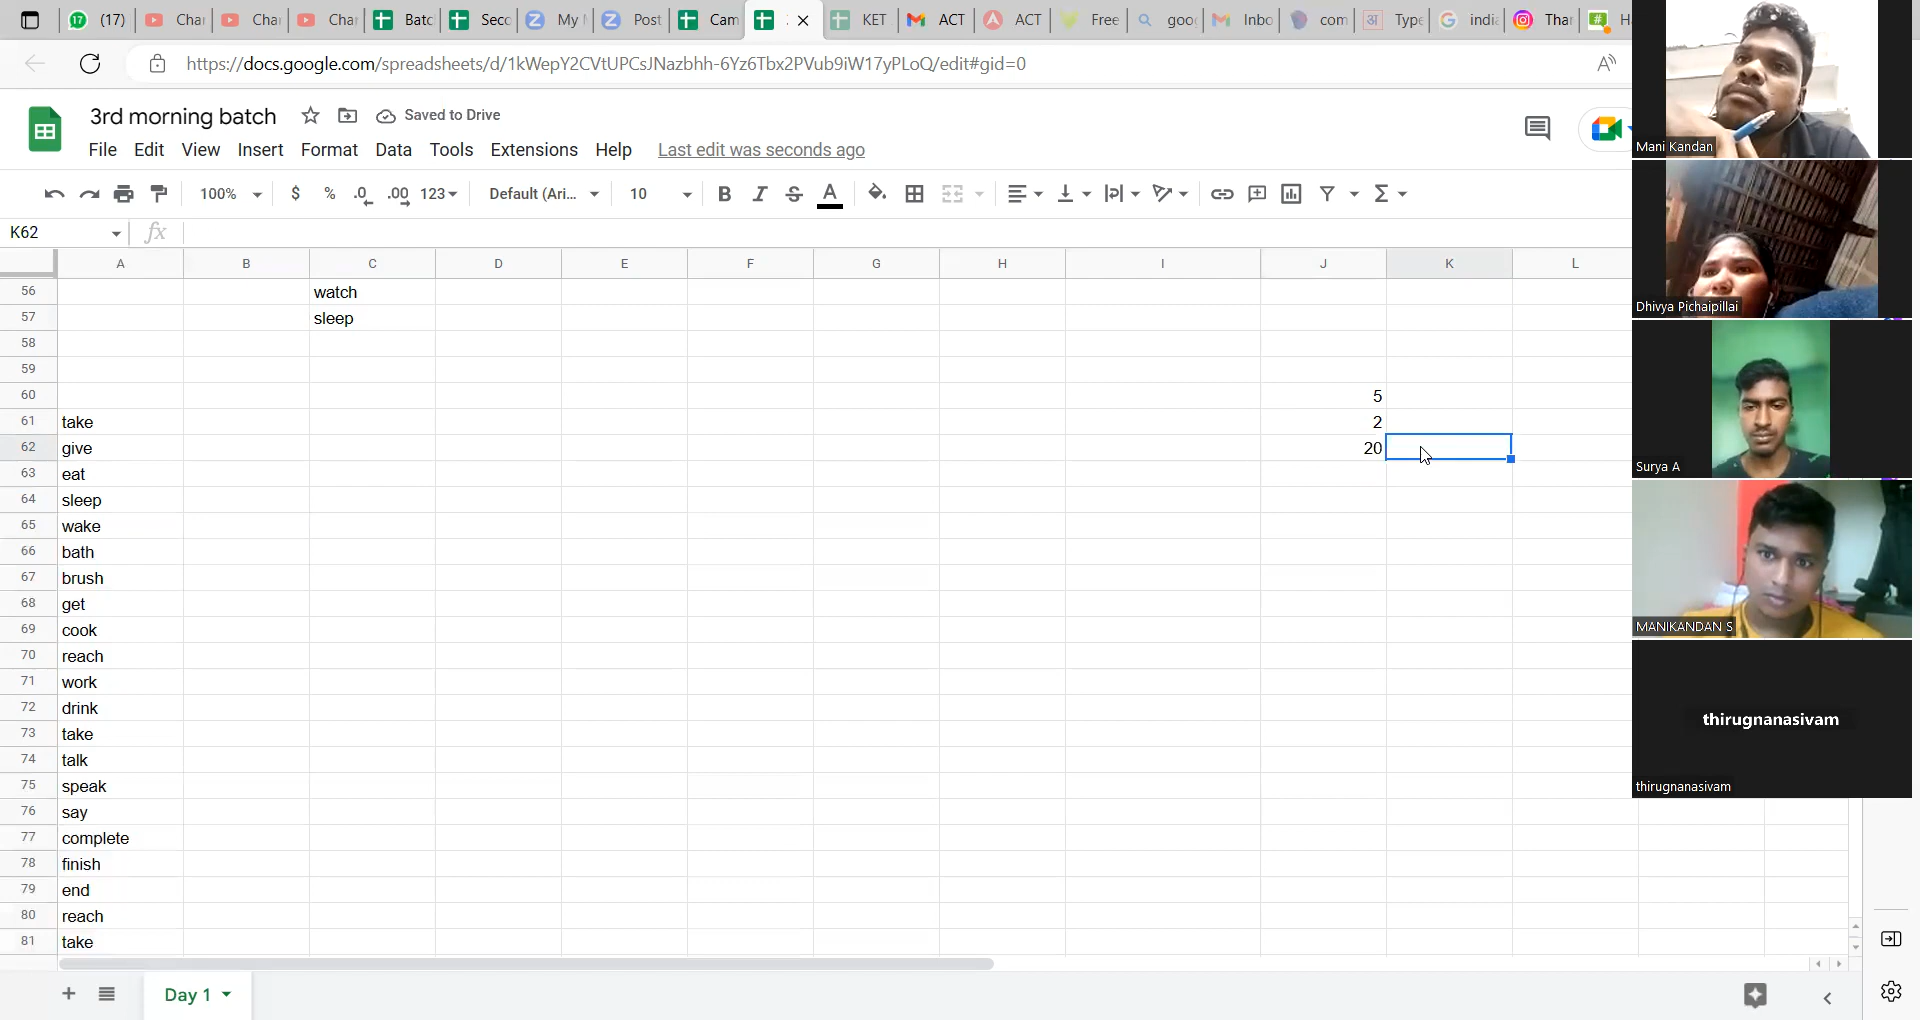 (17)
Char
Cha
Cha
Batc
Secc
My
Post
Cam
KET
ACT
ACT
Free
goo
Inbo
com
Type
indi
Thar
https://docs.google.com/spreadsheets/d/1kWepY2CVtUPCsJNazbhh-6Yz6Tbx2PVub9iW17yPLoQ/edit#gid=0
3rd morning batch
Saved to Drive
File Edit View Insert Format Data Tools Extensions Help Last edit was seconds ago
100% $ % .0 .00 123 Default (Ari... 10 B I S A Σ
K62 fx
A B C D E F G H I J K L
56 watch
57 sleep
58
59
60 5
61 take 2
62 give 20
63 eat
64 sleep
65 wake
66 bath
67 brush
68 get
69 cook
70 reach
71 work
72 drink
73 take
74 talk
75 speak
76 say
77 complete
78 finish
79 end
80 reach
81 take
Day 1
Mani Kandan
Dhivya Pichaipillai
Surya A
MANIKANDAN S
thirugnanasivam
thirugnanasivam